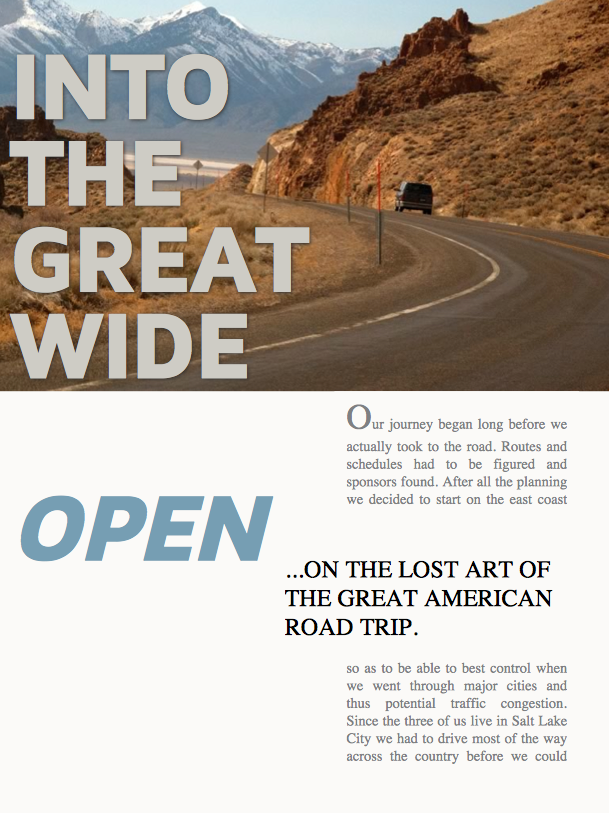 INTO
THE
GREAT
WIDE
OPEN
Our journey began long before we
actually took to the road. Routes and
schedules had to be figured and
sponsors found. After all the planning
we decided to start on the east coast
...ON THE LOST ART OF
THE GREAT AMERICAN
ROAD TRIP.
so as to be able to best control when
we went through major cities and
thus potential traffic congestion.
Since the three of us live in Salt Lake
City we had to drive most of the way
across the country before we could